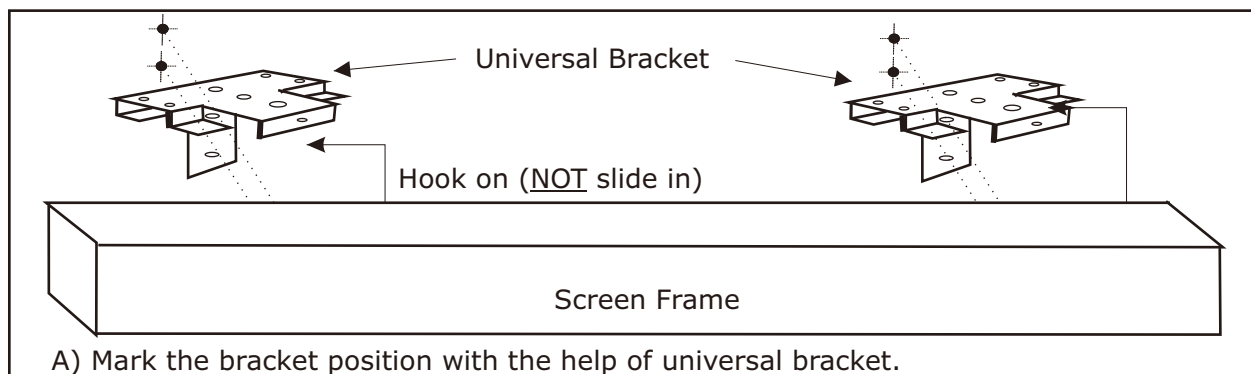 Universal Bracket
Hook on (NOT slide in)
Screen Frame
A) Mark the bracket position with the help of universal bracket.